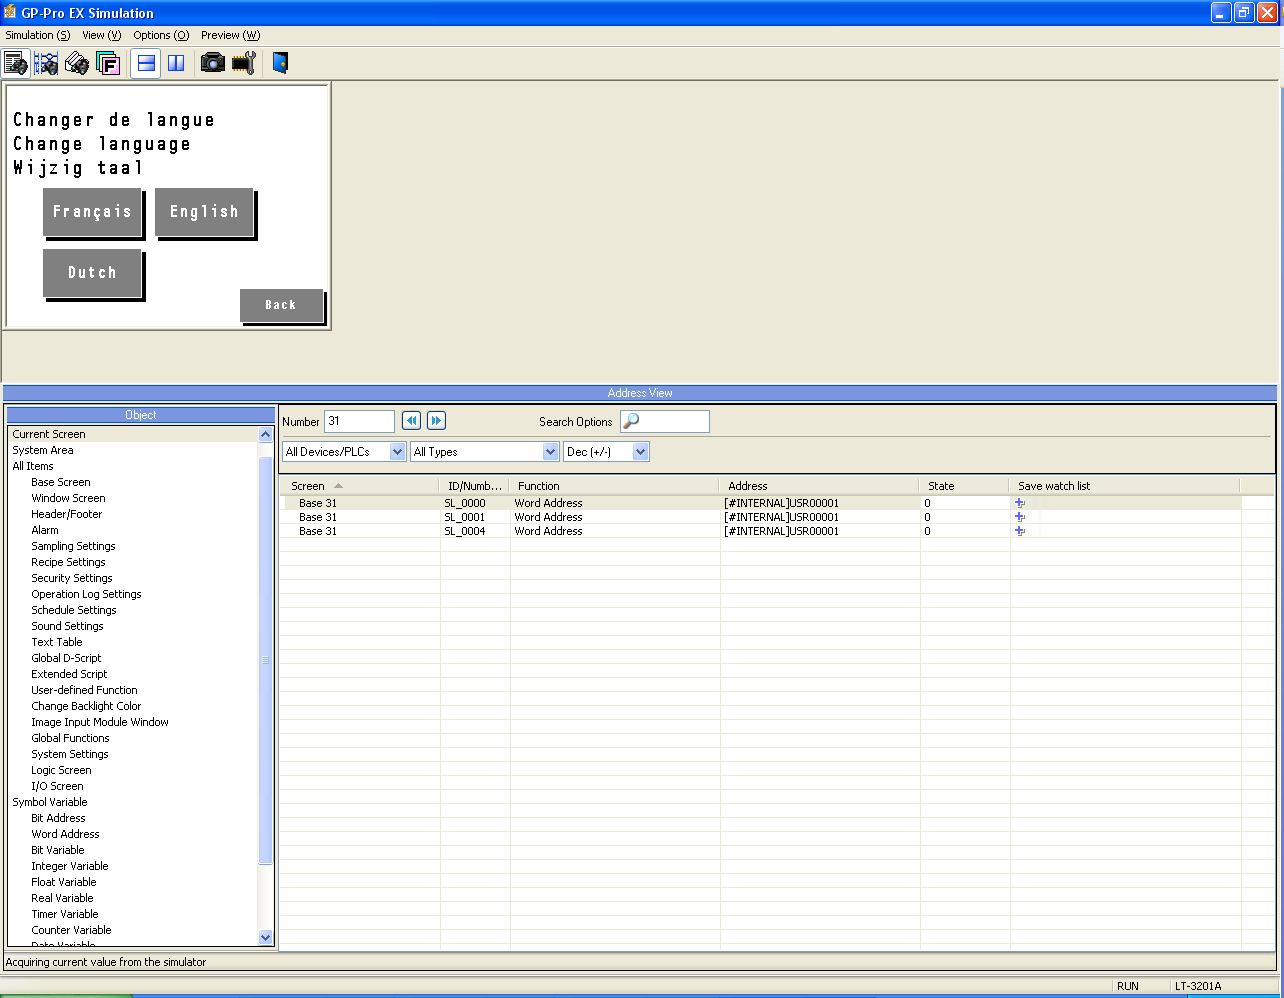 GP-Pro EX Simulation
Simulation (S) View (V) Options (O) Preview (W)
Changer de langue
Change language
Wijzig taal
Français English
Dutch
Back
Address View
Object
Current Screen
System Area
All Items
Base Screen
Window Screen
Header/Footer
Alarm
Sampling Settings
Recipe Settings
Security Settings
Operation Log Settings
Schedule Settings
Sound Settings
Text Table
Global D-Script
Extended Script
User-defined Function
Change Backlight Color
Image Input Module Window
Global Functions
System Settings
Logic Screen
I/O Screen
Symbol Variable
Bit Address
Word Address
Bit Variable
Integer Variable
Float Variable
Real Variable
Timer Variable
Counter Variable
Date Variable
Number 31 Search Options
All Devices/PLCs All Types Dec (+/-)
Screen ID/Numb... Function Address State Save watch list
Base 31 SL_0000 Word Address [#INTERNAL]USR00001 0
Base 31 SL_0001 Word Address [#INTERNAL]USR00001 0
Base 31 SL_0004 Word Address [#INTERNAL]USR00001 0
Acquiring current value from the simulator
RUN LT-3201A